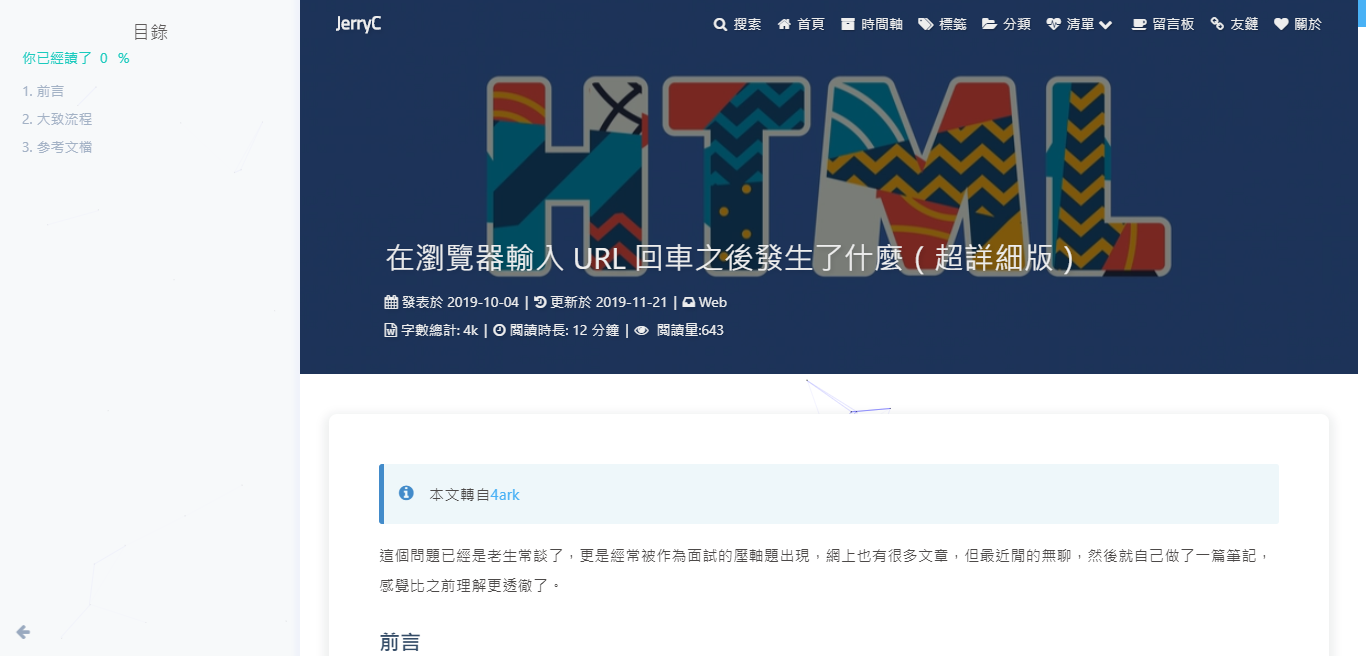 目錄
你已經讀了 0 %
1. 前言
2. 大致流程
3. 參考文檔
JerryC
搜索 首頁 時間軸 標籤 分類 清單 留言板 友鏈 關於
HTML
在瀏覽器輸入 URL 回車之後發生了什麼（超詳細版）
發表於 2019-10-04 | 更新於 2019-11-21 | Web
字數總計: 4k | 閱讀時長: 12 分鐘 | 閱讀量:643
本文轉自4ark
這個問題已經是老生常談了，更是經常被作為面試的壓軸題出現，網上也有很多文章，但最近閒的無聊，然後就自己做了一篇筆記，
感覺比之前理解更透徹了。
前言